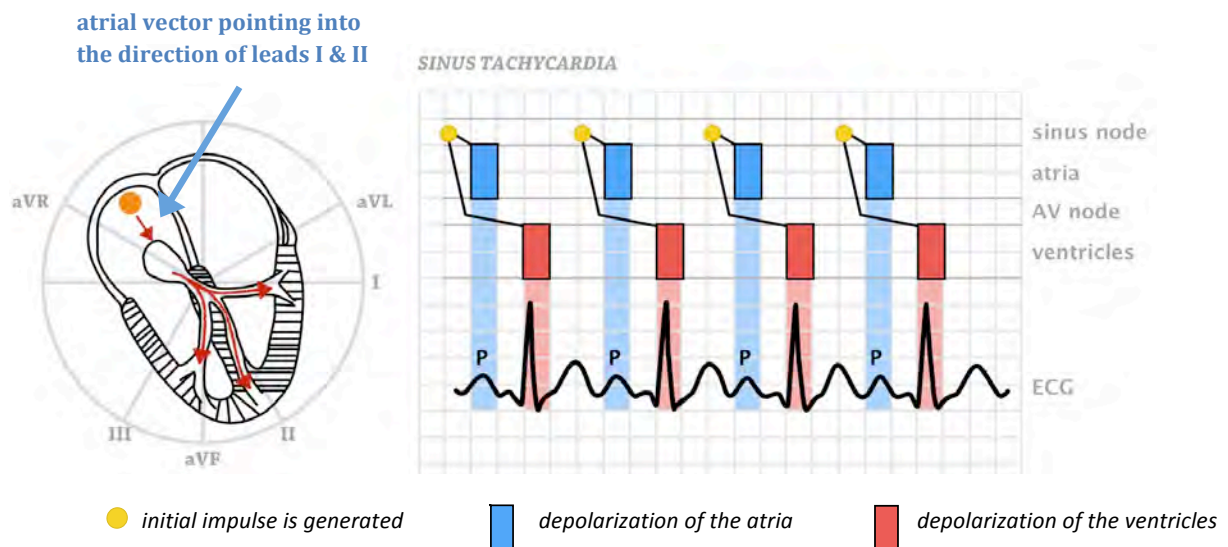 atrial vector pointing into
the direction of leads I & II
SINUS TACHYCARDIA
sinus node
atria
AV node
ventricles
aVR
aVL
I
III
II
aVF
P
P
P
P
ECG
initial impulse is generated
depolarization of the atria
depolarization of the ventricles